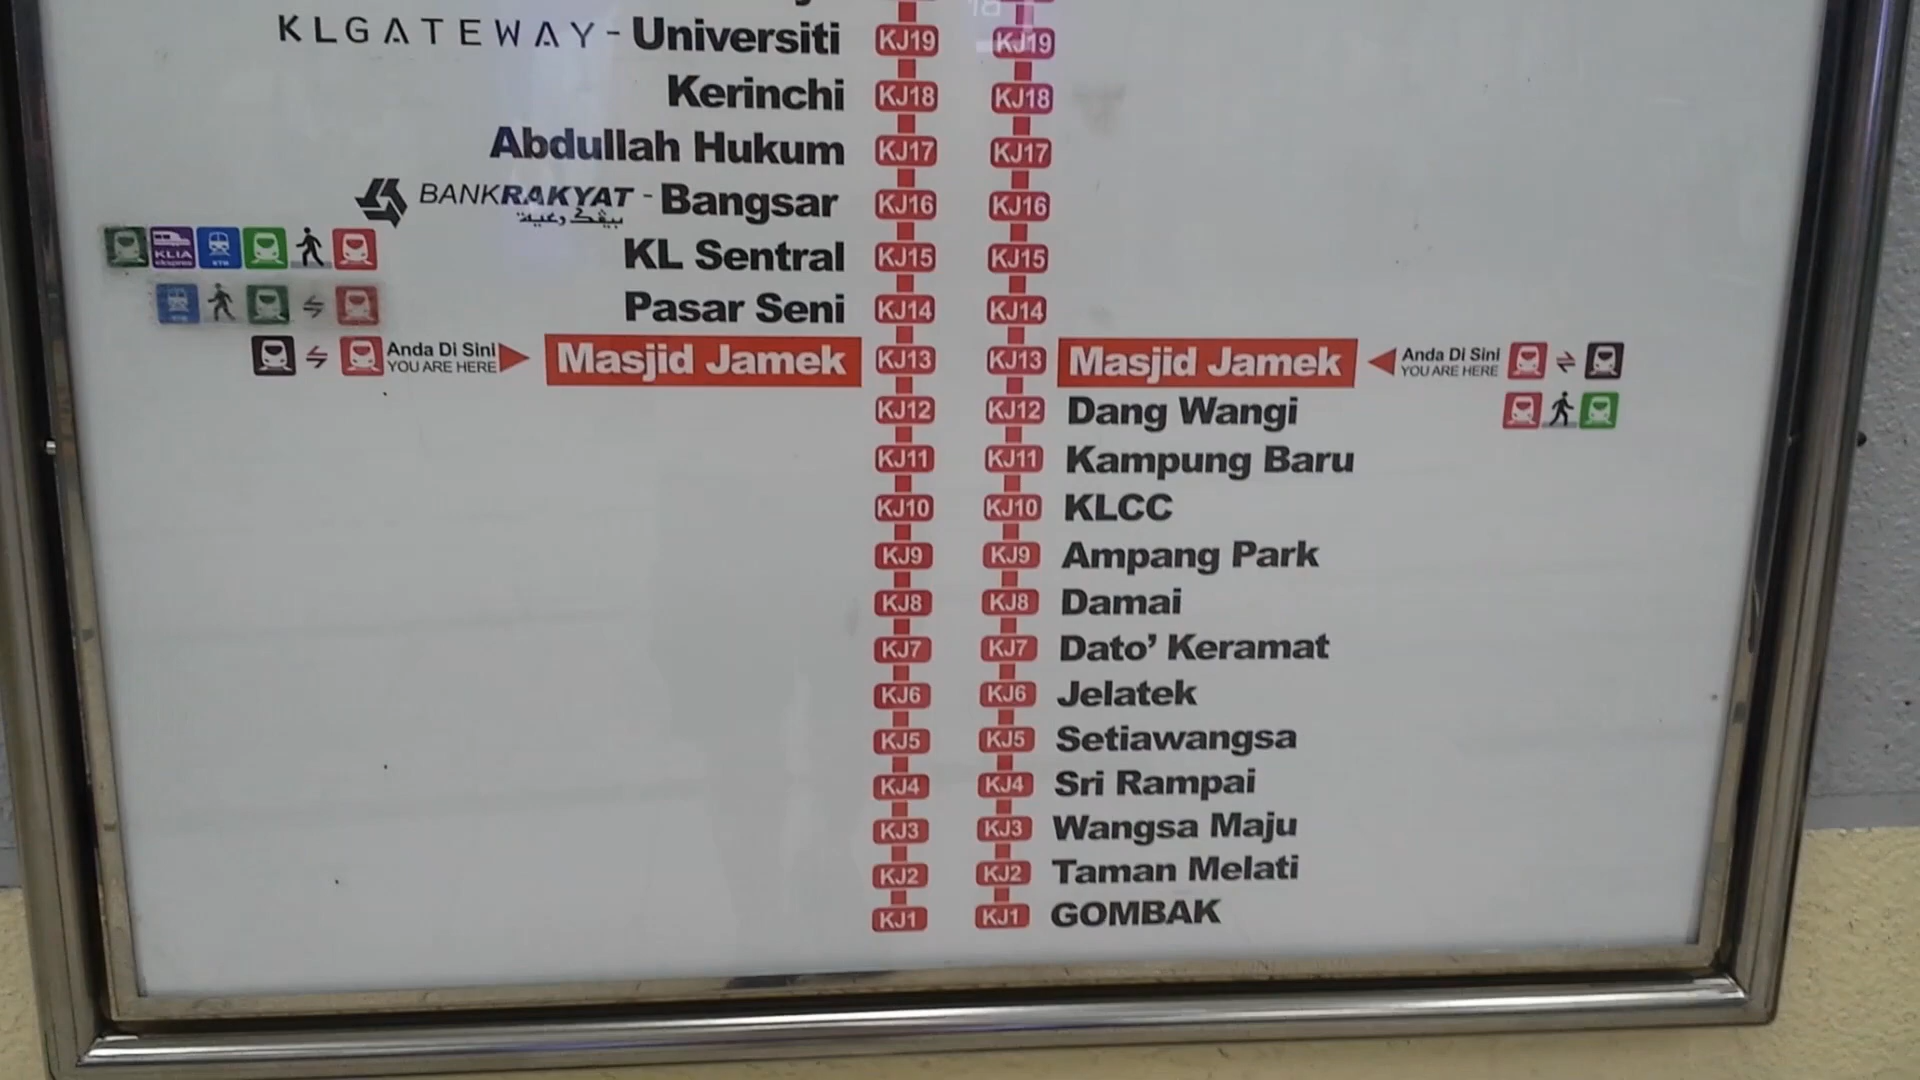 KLGATEWAY - Universiti KJ19 KJ19
Kerinchi KJ18 KJ18
Abdullah Hukum KJ17 KJ17
BANKRAKYAT - Bangsar KJ16 KJ16
KLIA ekspres KTM KL Sentral KJ15 KJ15
Pasar Seni KJ14 KJ14
Anda Di Sini Masjid Jamek KJ13 KJ13 Masjid Jamek Anda Di Sini
YOU ARE HERE YOU ARE HERE
KJ12 KJ12 Dang Wangi
KJ11 KJ11 Kampung Baru
KJ10 KJ10 KLCC
KJ9 KJ9 Ampang Park
KJ8 KJ8 Damai
KJ7 KJ7 Dato' Keramat
KJ6 KJ6 Jelatek
KJ5 KJ5 Setiawangsa
KJ4 KJ4 Sri Rampai
KJ3 KJ3 Wangsa Maju
KJ2 KJ2 Taman Melati
KJ1 KJ1 GOMBAK